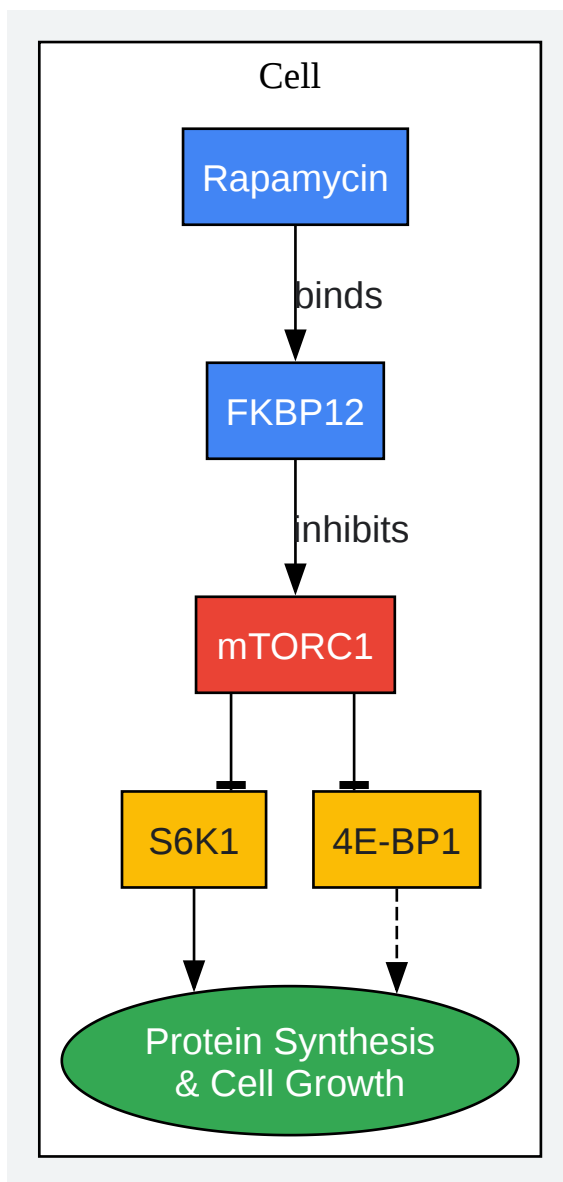 Cell
Rapamycin
binds
FKBP12
inhibits
mTORC1
S6K1
4E-BP1
Protein Synthesis
& Cell Growth